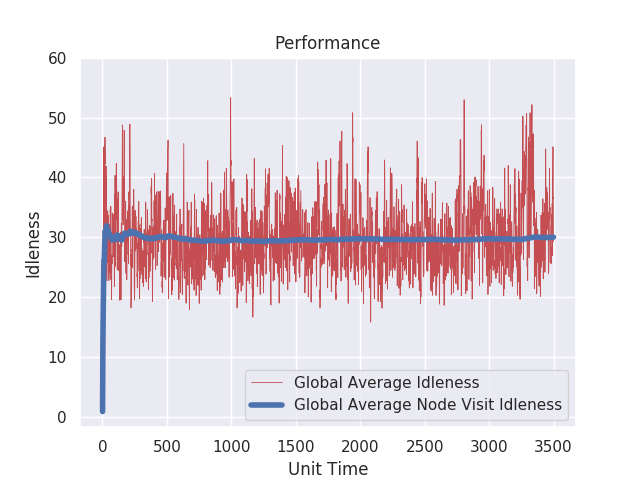 Performance
60
50
40
30
20
10
0
Idleness
Global Average Idleness
Global Average Node Visit Idleness
0 500 1000 1500 2000 2500 3000 3500
Unit Time